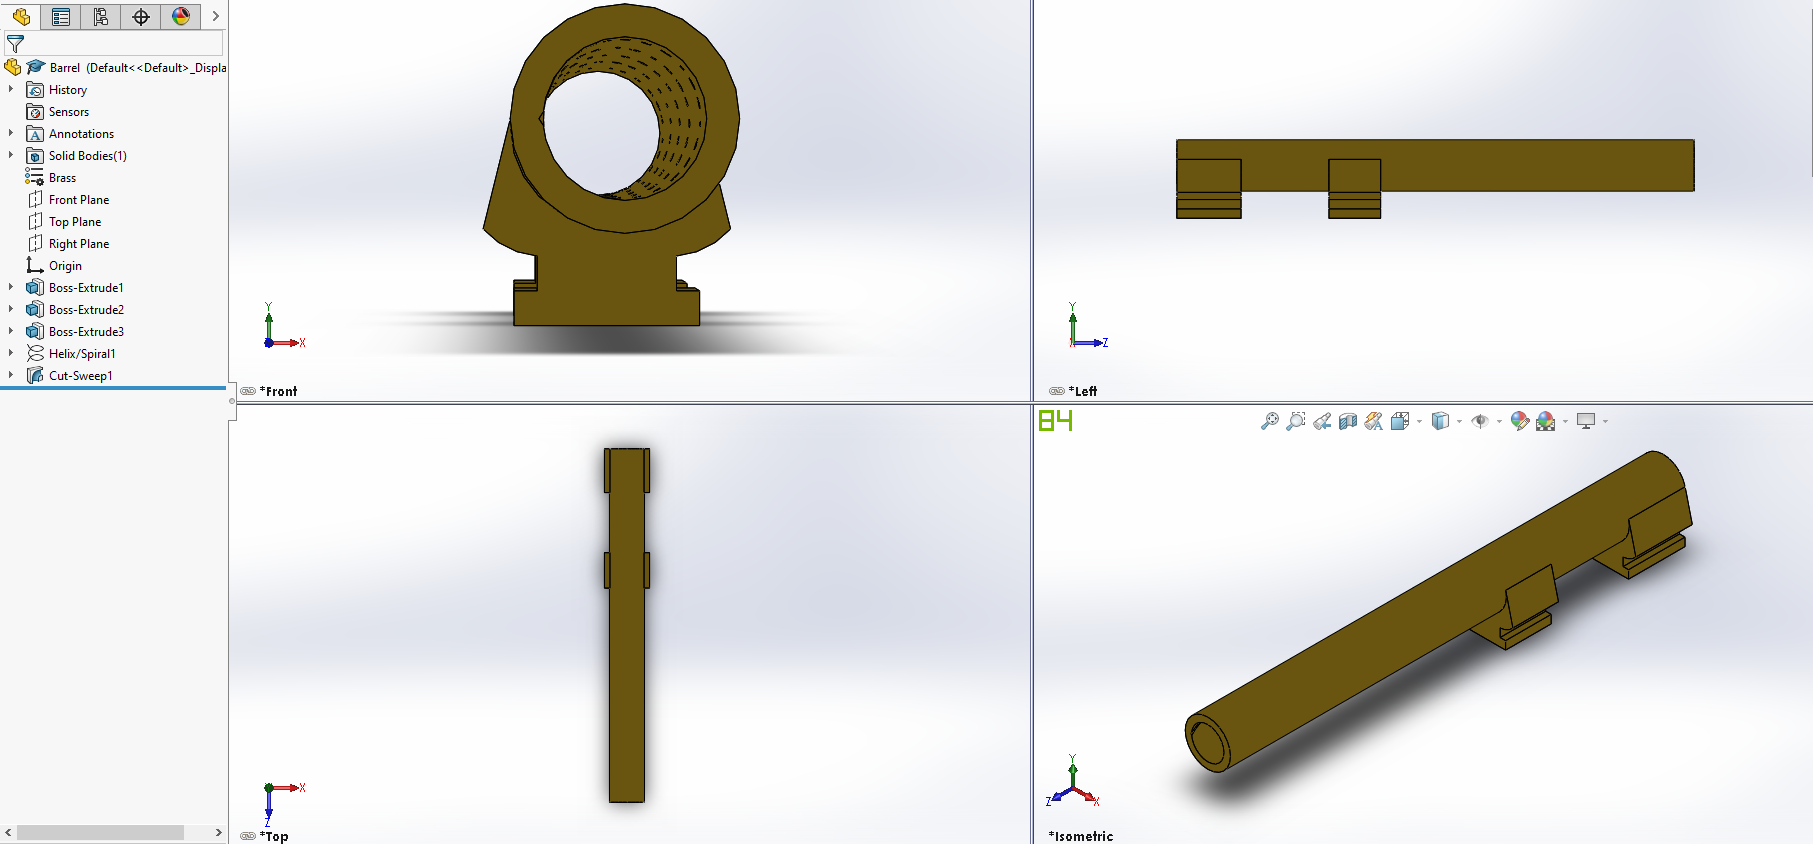 Barrel (Default<<Default>_Displa
History
Sensors
Annotations
Solid Bodies(1)
Brass
Front Plane
Top Plane
Right Plane
Origin
Boss-Extrude1
Boss-Extrude2
Boss-Extrude3
Helix/Spiral1
Cut-Sweep1
Y
X
*Front
Y
X
Z
*Left
X
Z
*Top
84
Y
Z
X
*Isometric